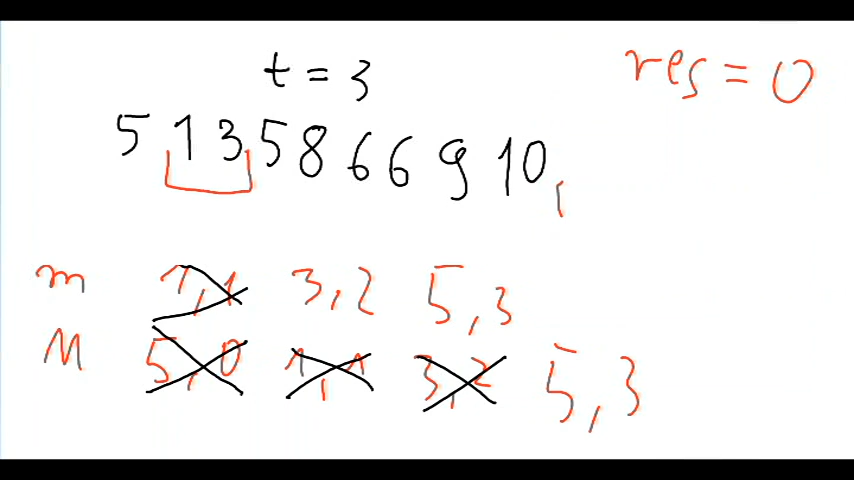 t = 3
res = 0
5 1 3 5 8 6 6 9 10,
m 1,1 3,2 5,3
M 5,0 1,1 3,2 5,3